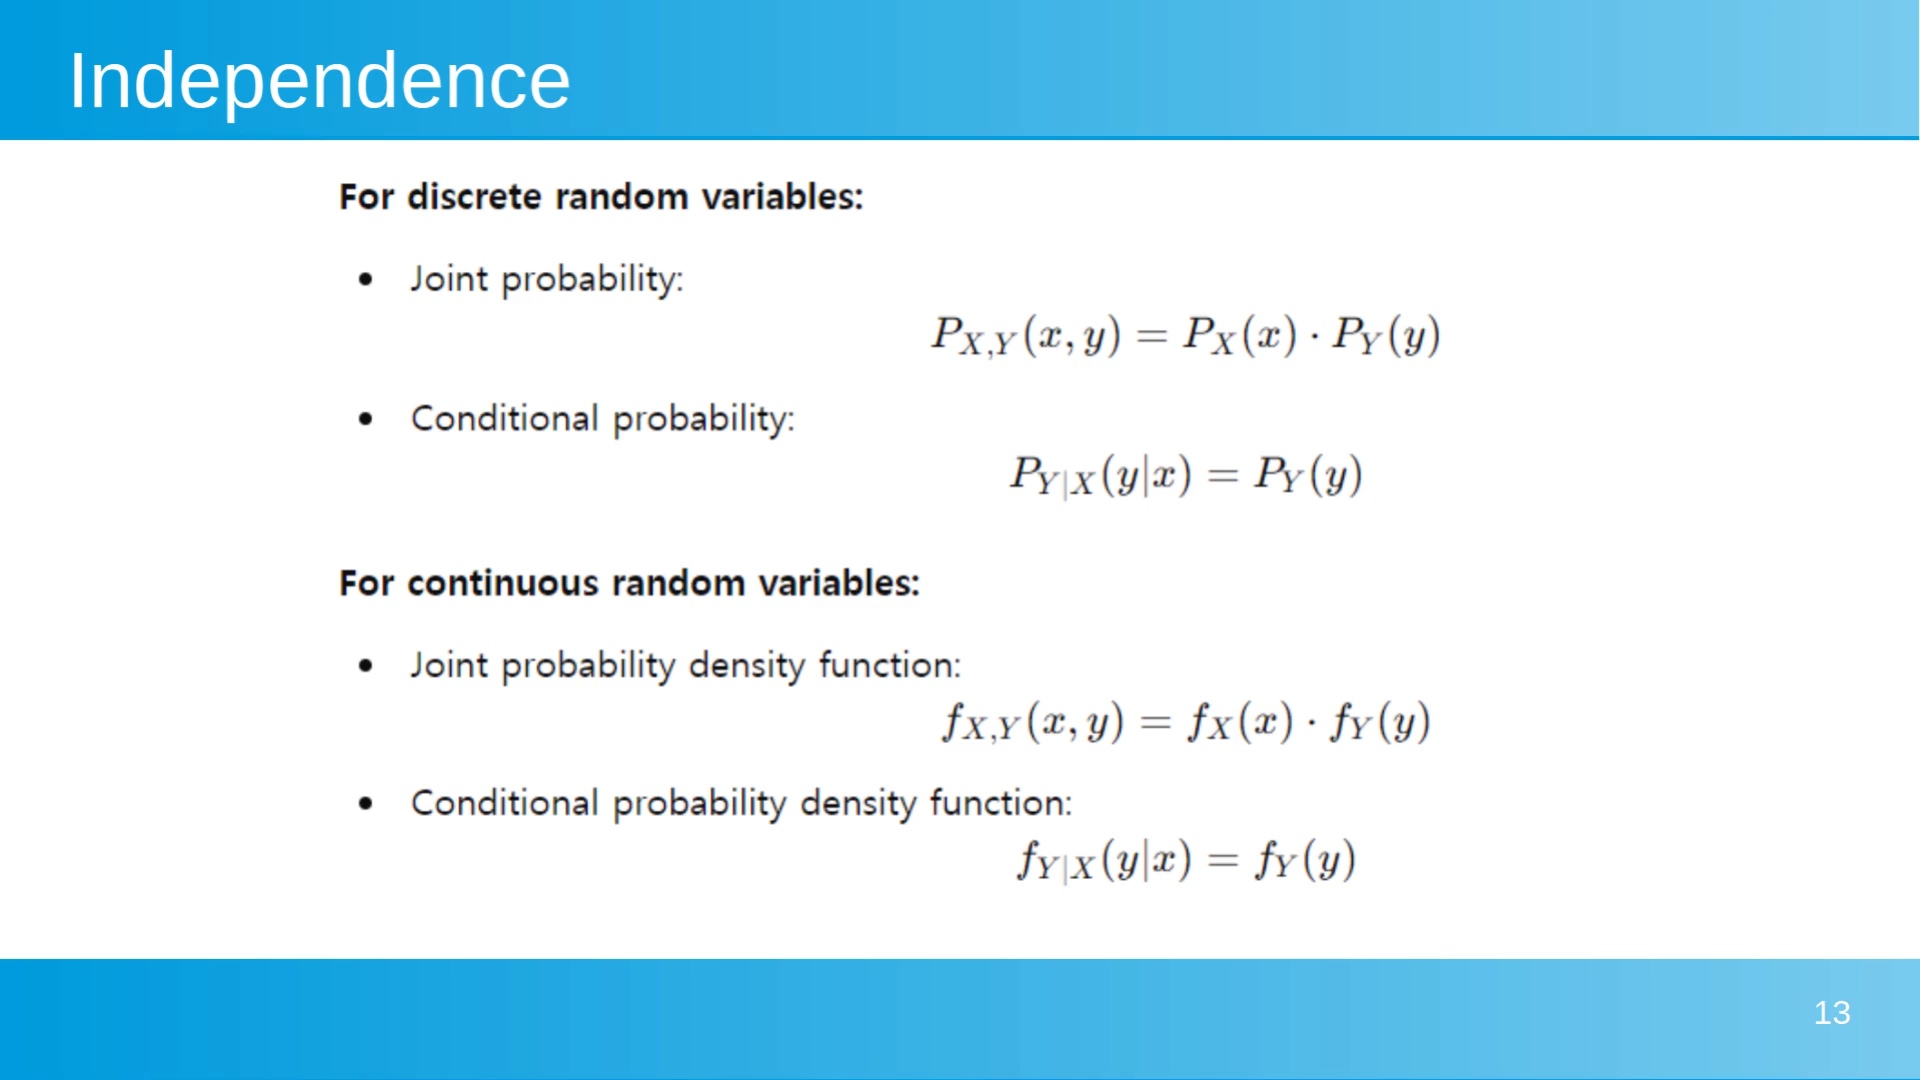 Independence
For discrete random variables:
• Joint probability:
P_{X,Y}(x, y) = P_X(x) · P_Y(y)
• Conditional probability:
P_{Y|X}(y|x) = P_Y(y)
For continuous random variables:
• Joint probability density function:
f_{X,Y}(x, y) = f_X(x) · f_Y(y)
• Conditional probability density function:
f_{Y|X}(y|x) = f_Y(y)
13